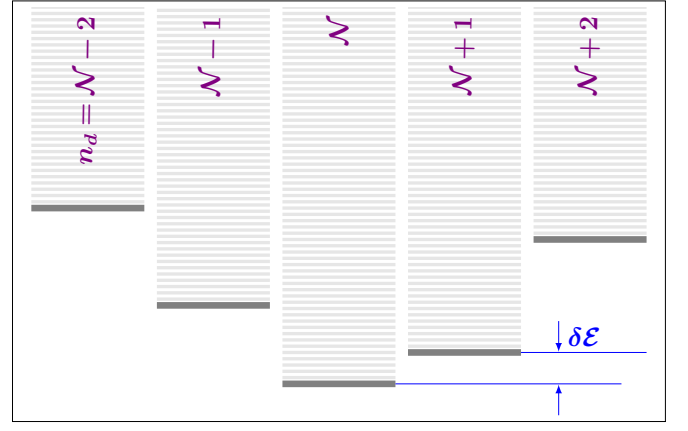 n_d = 𝒩 − 2
𝒩 − 1
𝒩
𝒩 + 1
𝒩 + 2
δℰ